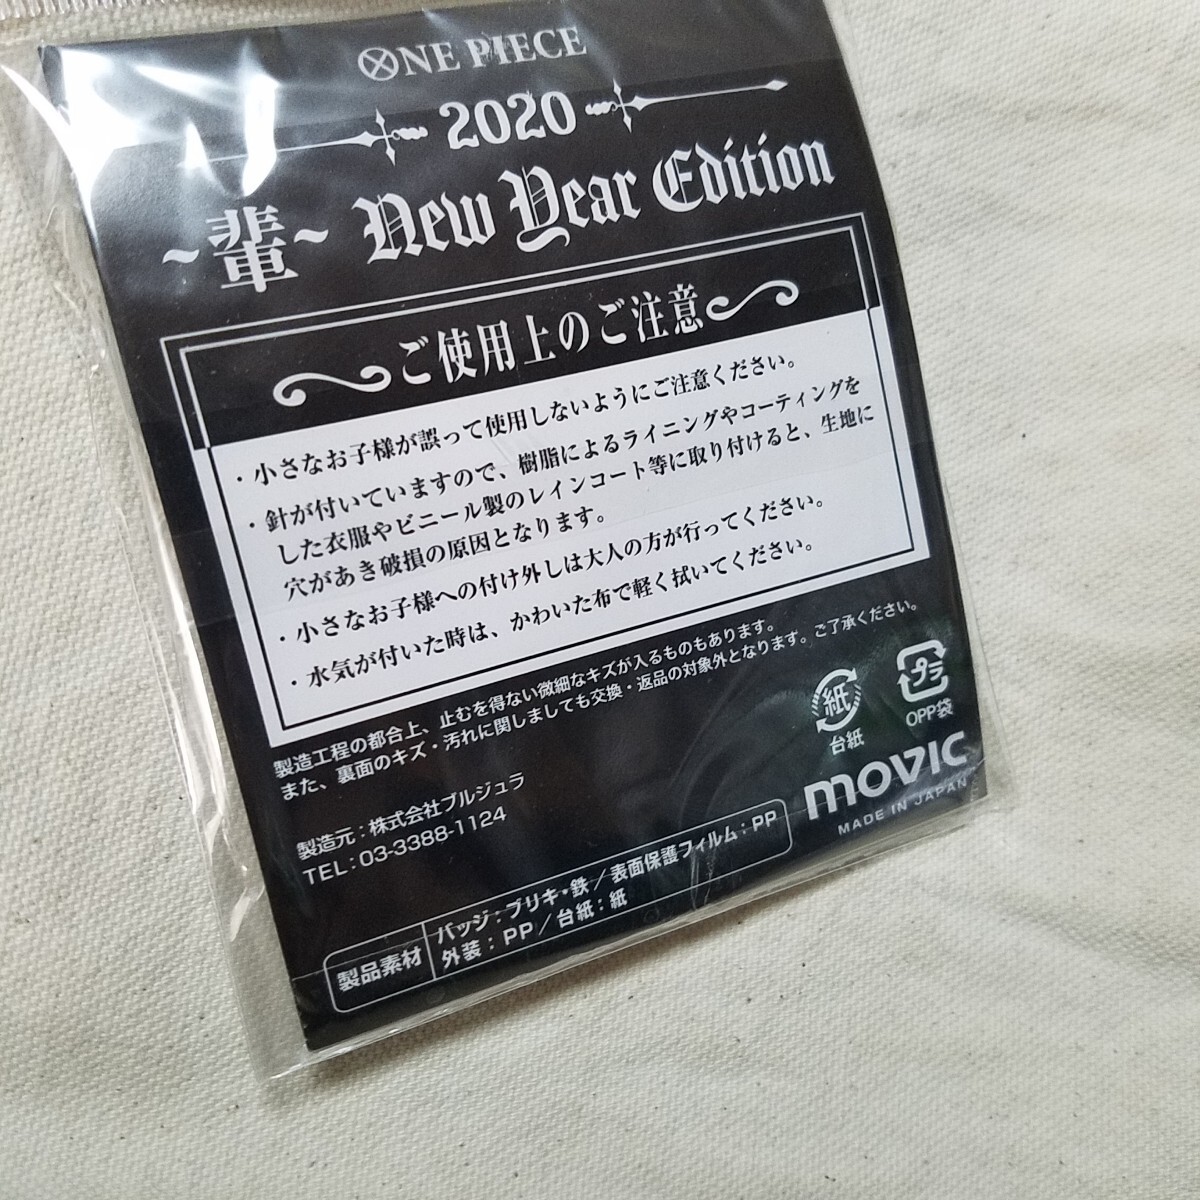 ONE PIECE
2020
~輩~ New Year Edition
ご使用上のご注意
・小さなお子様が誤って使用しないようにご注意ください。
・針が付いていますので、樹脂によるライニングやコーティングを
した衣服やビニール製のレインコート等に取り付けると、生地に
穴があき破損の原因となります。
・小さなお子様への付け外しは大人の方が行ってください。
・水気が付いた時は、かわいた布で軽く拭いてください。
製造工程の都合上、止むを得ない微細なキズが入るものもあります。
また、裏面のキズ・汚れに関しましても交換・返品の対象外となります。ご了承ください。
紙
台紙
プラ
OPP袋
製造元:株式会社ブルジュラ
TEL:03-3388-1124
movic
MADE IN JAPAN
製品素材
バッジ:ブリキ・鉄/表面保護フィルム:PP
外装:PP/台紙:紙